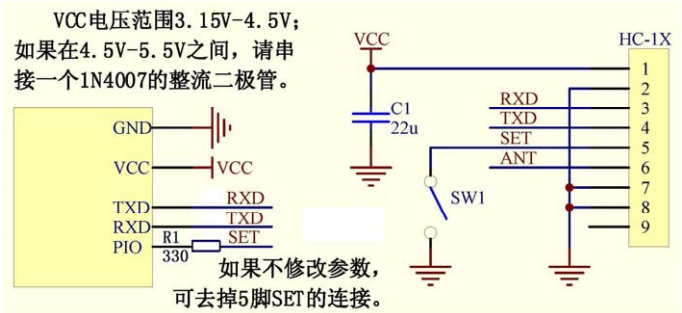 VCC电压范围3.15V-4.5V;
如果在4.5V-5.5V之间，请串
接一个1N4007的整流二极管。
VCC
HC-1X
C1
22u
RXD
TXD
SET
ANT
1
2
3
4
5
6
7
8
9
SW1
GND
VCC
VCC
TXD
RXD
RXD
TXD
PIO
R1
330
SET
如果不修改参数，
可去掉5脚SET的连接。